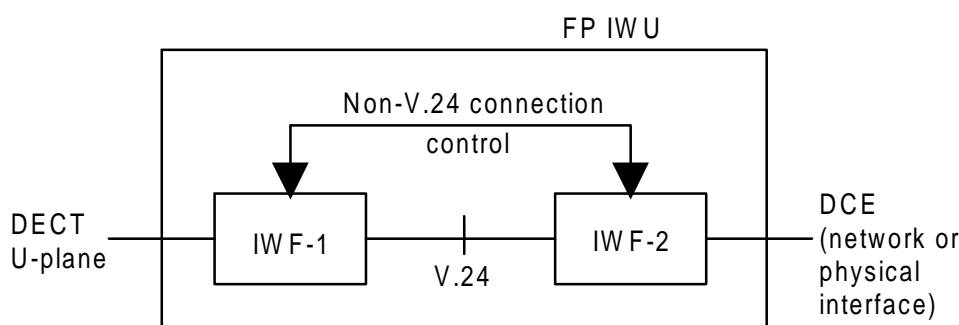 FP IWU
Non-V.24 connection
control
DECT
U-plane
IWF-1
V.24
IWF-2
DCE
(network or
physical
interface)